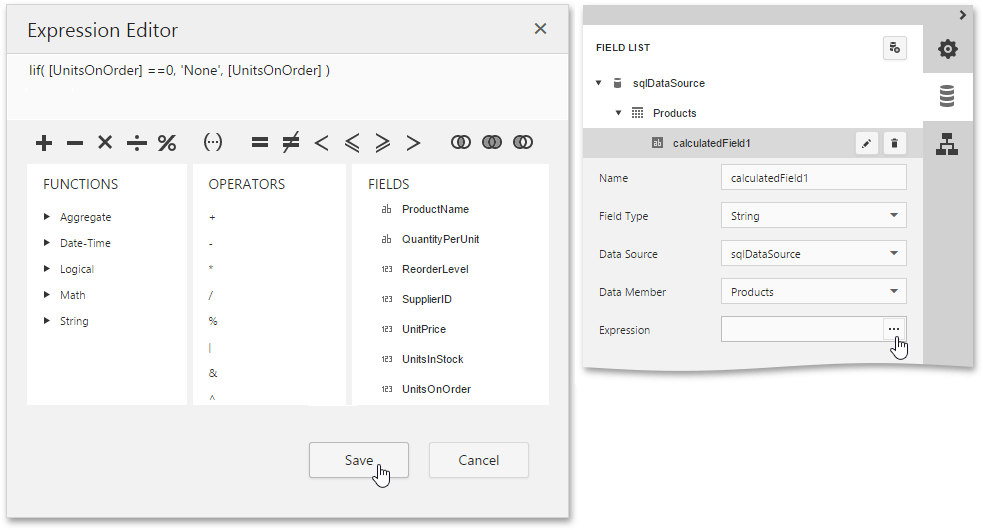 Expression Editor
Iif( [UnitsOnOrder] ==0, 'None', [UnitsOnOrder] )
+ − × ÷ % (···) = ≠ < ≤ ≥ >
FUNCTIONS
Aggregate
Date-Time
Logical
Math
String
OPERATORS
+
-
*
/
%
|
&
^
FIELDS
ab ProductName
ab QuantityPerUnit
123 ReorderLevel
123 SupplierID
123 UnitPrice
123 UnitsInStock
123 UnitsOnOrder
Save
Cancel
FIELD LIST
sqlDataSource
Products
ab calculatedField1
Name calculatedField1
Field Type String
Data Source sqlDataSource
Data Member Products
Expression ...